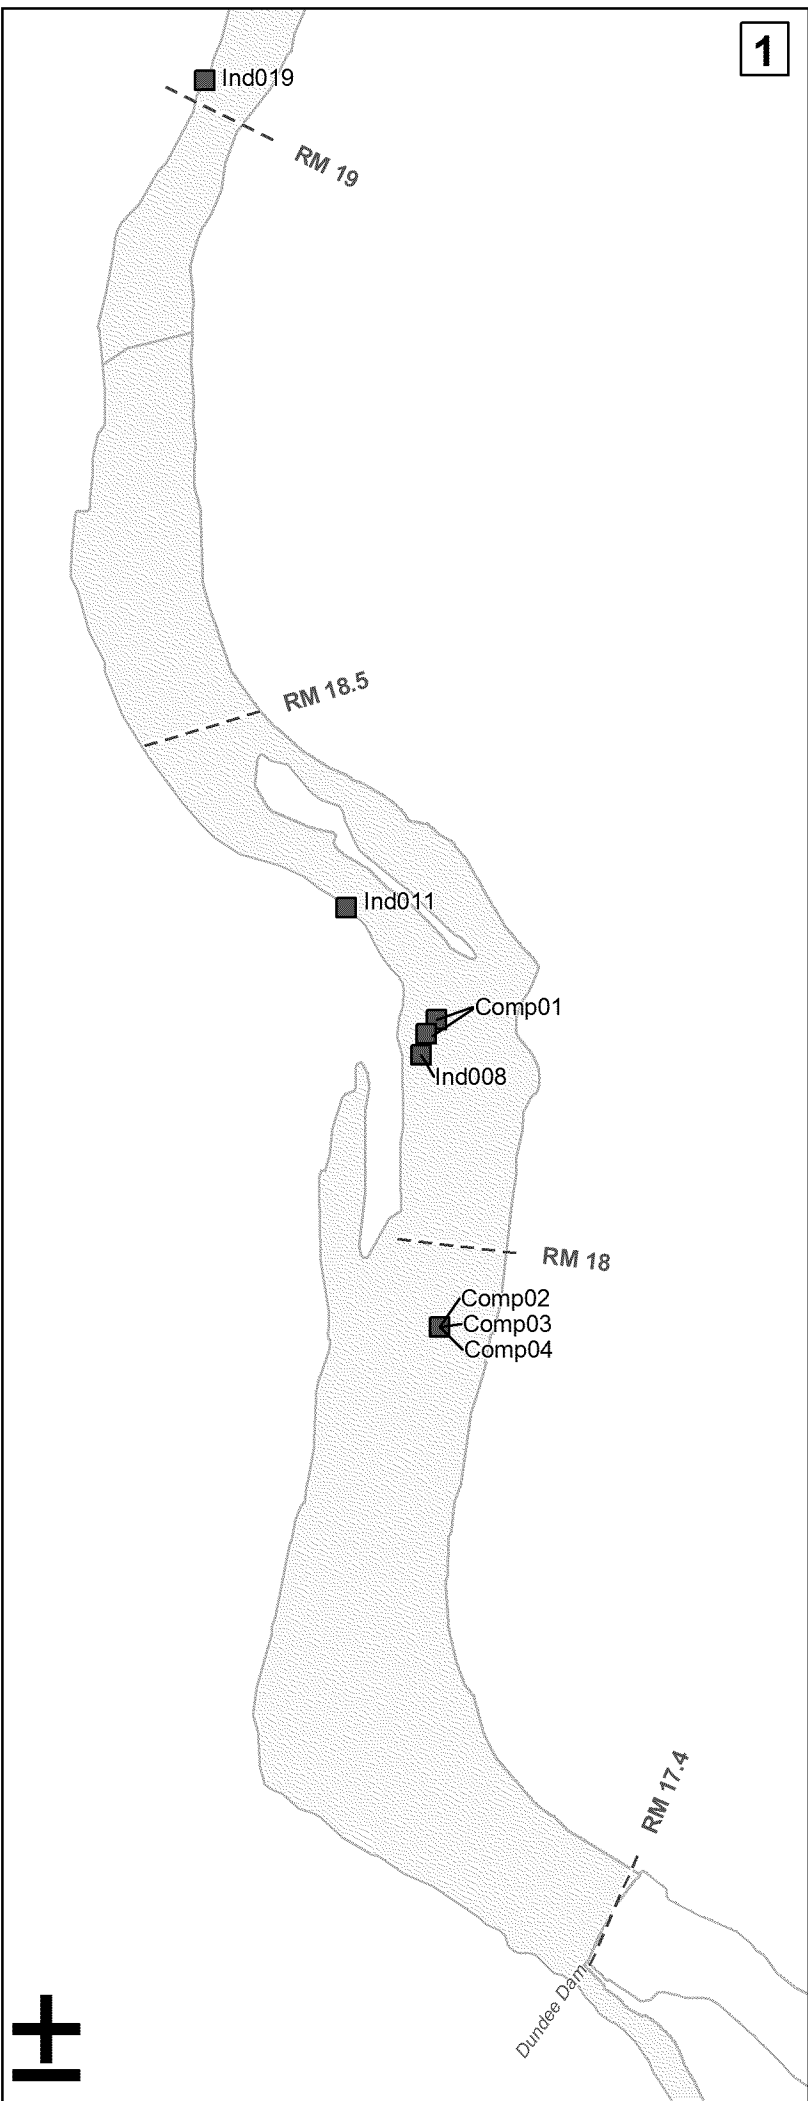 1
Ind019
RM 19
RM 18.5
Ind011
Comp01
Ind008
RM 18
Comp02
Comp03
Comp04
RM 17.4
Dundee Dam